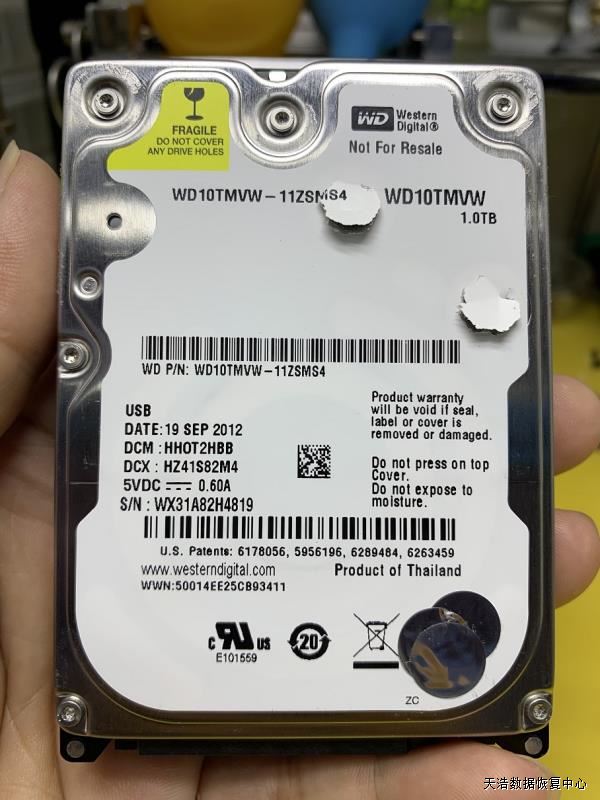 FRAGILE
DO NOT COVER
ANY DRIVE HOLES
WD Western
Digital®
Not For Resale
WD10TMVW-11ZSMS4
WD10TMVW
1.0TB
WD P/N: WD10TMVW-11ZSMS4
USB
DATE: 19 SEP 2012
DCM: HHOT2HBB
DCX: HZ41S82M4
5VDC 0.60A
S/N: WX31A82H4819
Product warranty
will be void if seal,
label or cover is
removed or damaged.
Do not press on top
Cover.
Do not expose to
moisture.
U.S. Patents: 6178056, 5956196, 6289484, 6263459
www.westerndigital.com
Product of Thailand
WWN:50014EE25CB93411
c RU us
E101559
20
ZC
天浩数据恢复中心